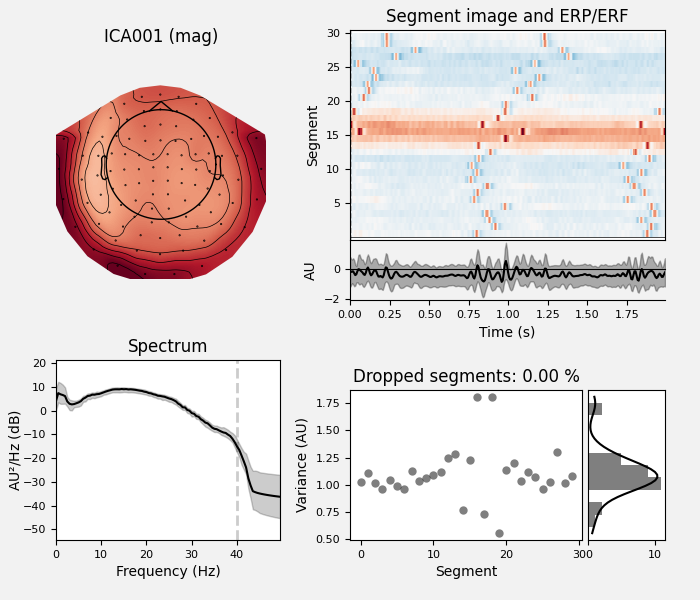 ICA001 (mag)
Segment image and ERP/ERF
Segment
30
25
20
15
10
5
AU
0
−2
0.00 0.25 0.50 0.75 1.00 1.25 1.50 1.75
Time (s)
Spectrum
AU²/Hz (dB)
20
10
0
−10
−20
−30
−40
−50
0 10 20 30 40
Frequency (Hz)
Dropped segments: 0.00 %
Variance (AU)
1.75
1.50
1.25
1.00
0.75
0.50
0 10 20 30
Segment
0 10